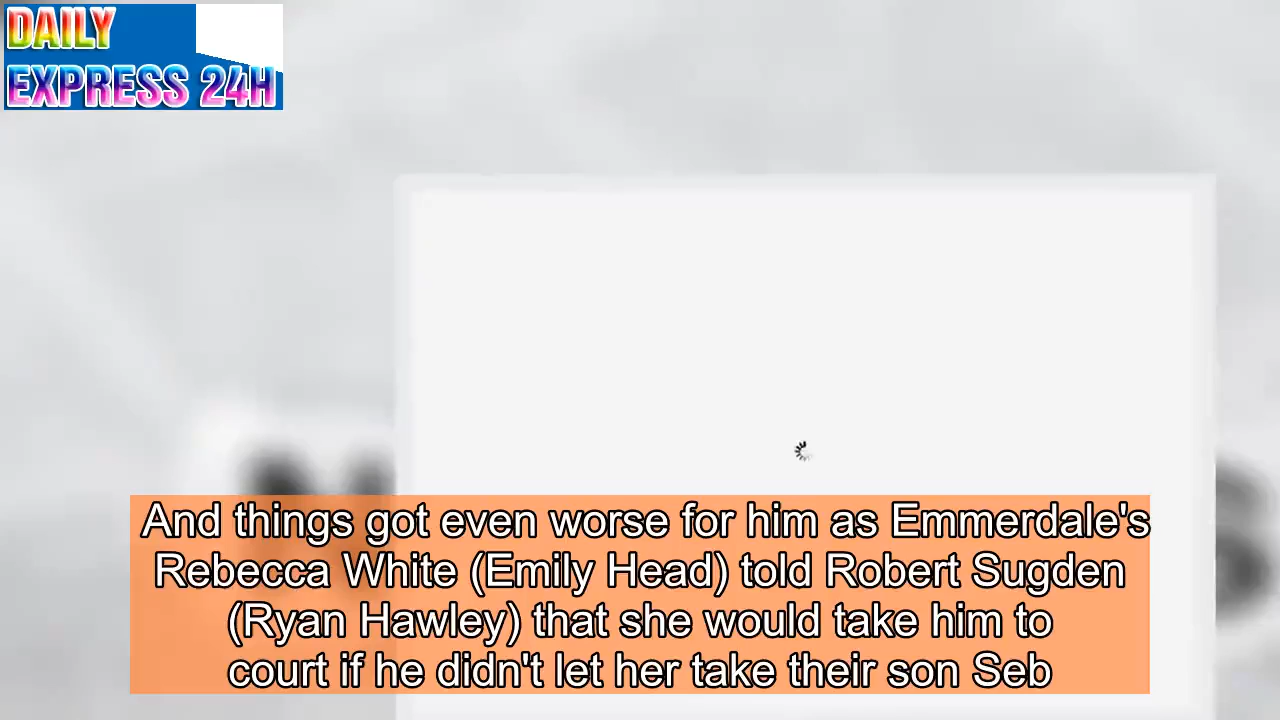 DAILY
EXPRESS 24H
And things got even worse for him as Emmerdale's
Rebecca White (Emily Head) told Robert Sugden
(Ryan Hawley) that she would take him to
court if he didn't let her take their son Seb